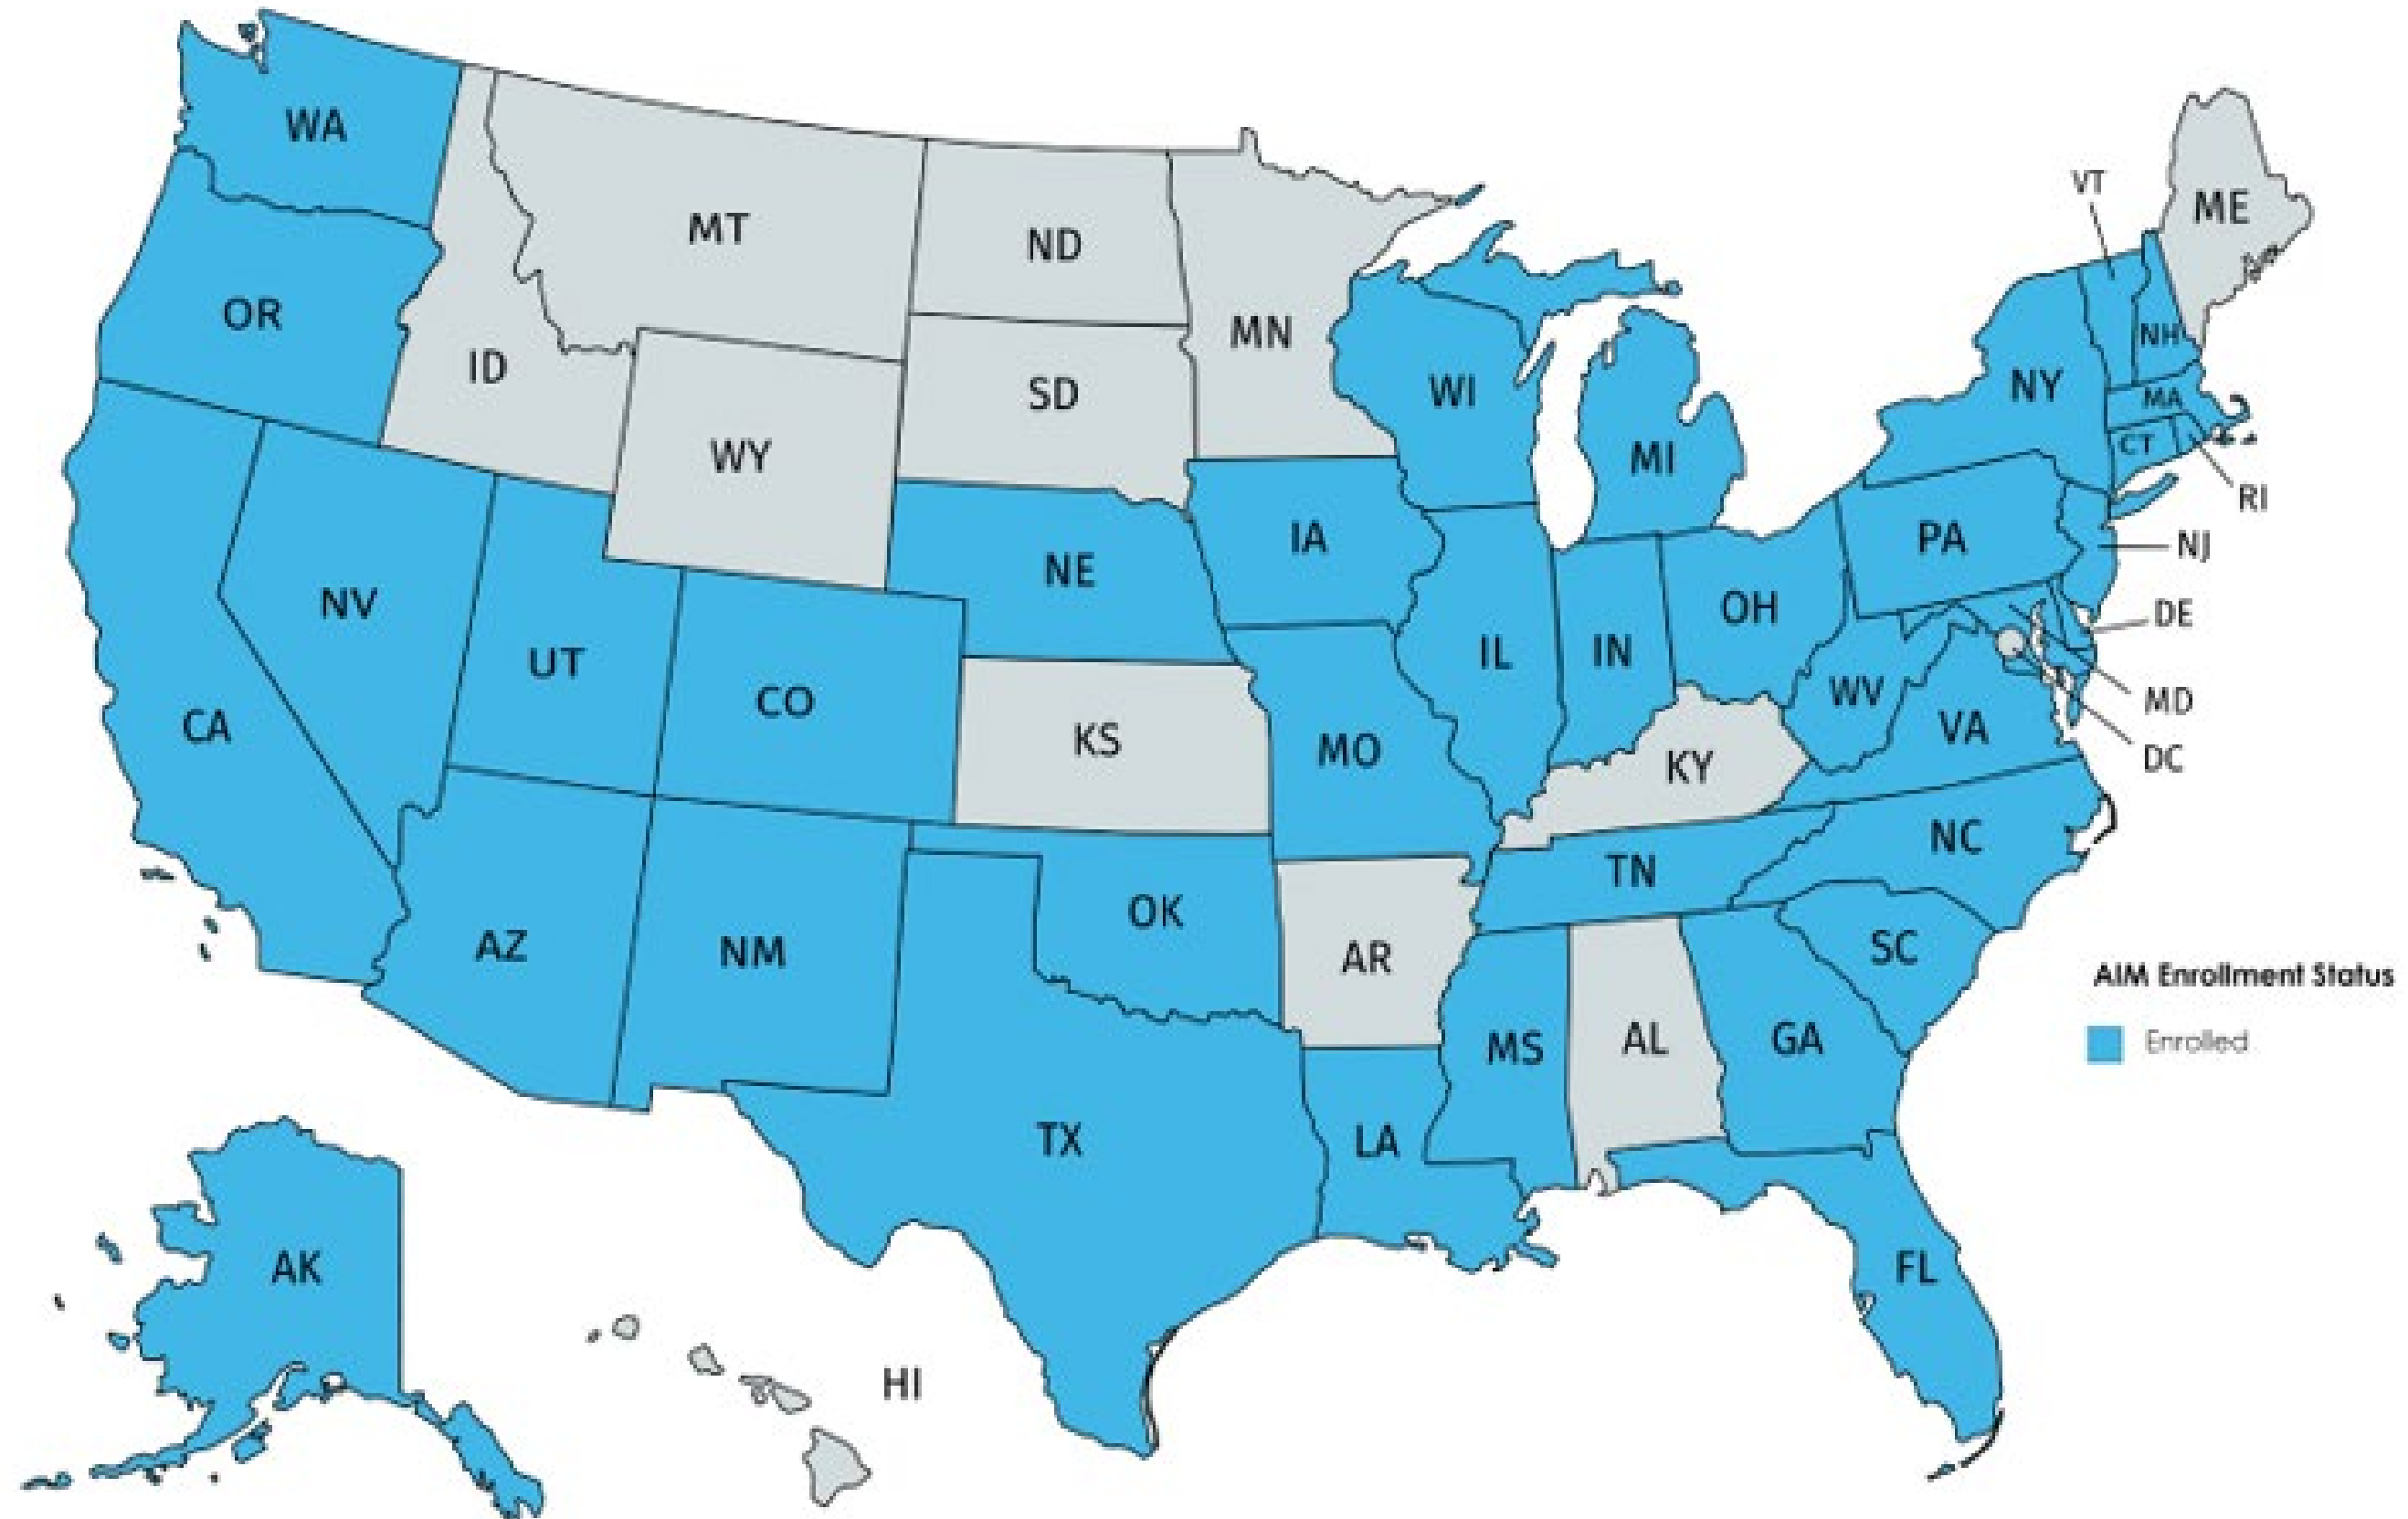 WA
MT
ND
MN
VT
ME
OR
ID
SD
WI
NH
NY
MA
WY
MI
CT
RI
IA
PA
NJ
NE
NV
OH
DE
UT
IL
IN
CO
WV
MD
CA
KS
MO
VA
DC
KY
NC
TN
OK
AZ
NM
AR
SC
AIM Enrollment Status
MS
AL
GA
Enrolled
TX
LA
AK
FL
HI